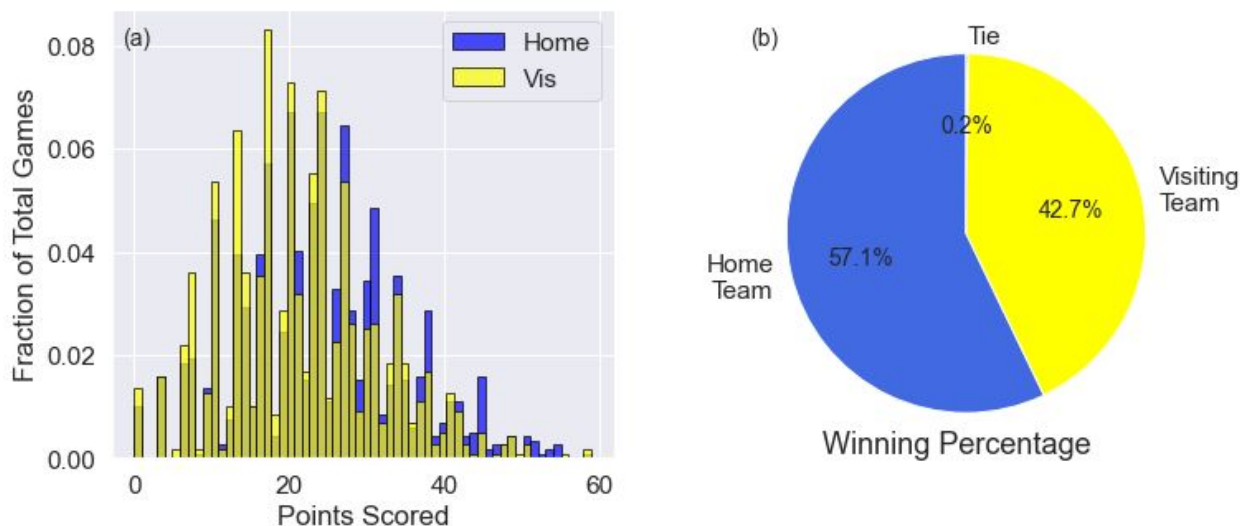 (a)
Home
Vis
0.08
0.06
0.04
0.02
0.00
Fraction of Total Games
0
20
40
60
Points Scored
(b)
Tie
0.2%
Visiting
Team
42.7%
57.1%
Home
Team
Winning Percentage